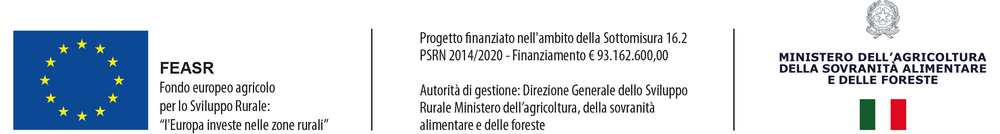 FEASR
Fondo europeo agricolo
per lo Sviluppo Rurale:
“l'Europa investe nelle zone rurali”
Progetto finanziato nell'ambito della Sottomisura 16.2
PSRN 2014/2020 - Finanziamento € 93.162.600,00
Autorità di gestione: Direzione Generale dello Sviluppo
Rurale Ministero dell’agricoltura, della sovranità
alimentare e delle foreste
REPVBBLICA ITALIANA
MINISTERO DELL’AGRICOLTURA
DELLA SOVRANITÀ ALIMENTARE
E DELLE FORESTE